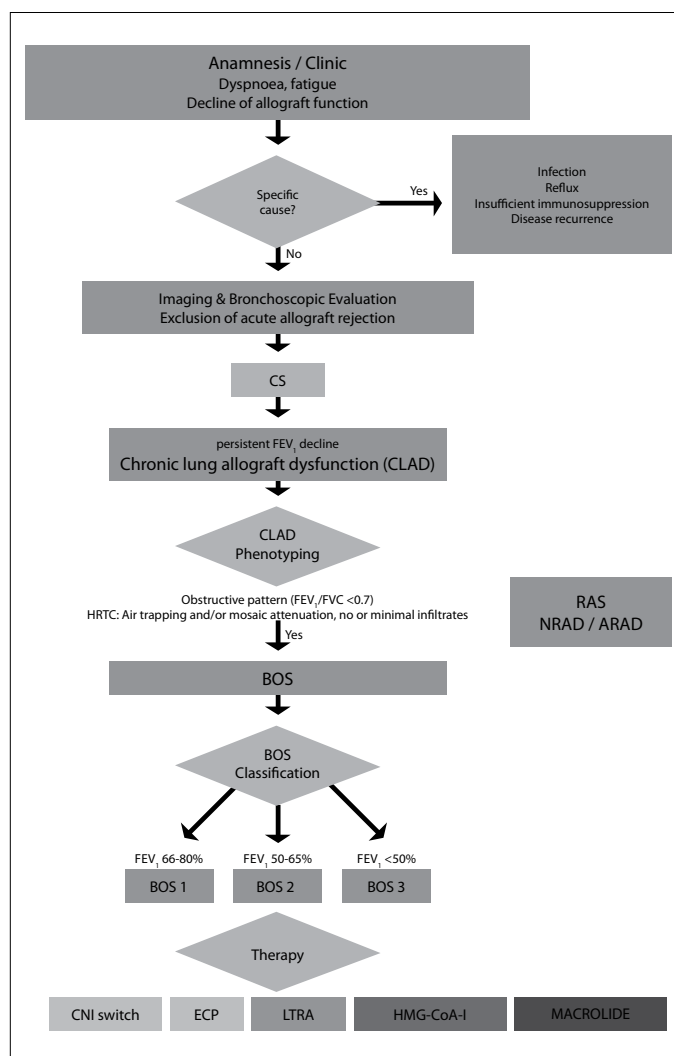 Anamnesis / Clinic
Dyspnoea, fatigue
Decline of allograft function
Specific
cause?
Yes
Infection
Reflux
Insufficient immunosuppression
Disease recurrence
No
Imaging & Bronchoscopic Evaluation
Exclusion of acute allograft rejection
CS
persistent FEV₁ decline
Chronic lung allograft dysfunction (CLAD)
CLAD
Phenotyping
Obstructive pattern (FEV₁/FVC <0.7)
HRTC: Air trapping and/or mosaic attenuation, no or minimal infiltrates
Yes
RAS
NRAD / ARAD
BOS
BOS
Classification
FEV₁ 66-80%
FEV₁ 50-65%
FEV₁ <50%
BOS 1
BOS 2
BOS 3
Therapy
CNI switch
ECP
LTRA
HMG-CoA-I
MACROLIDE